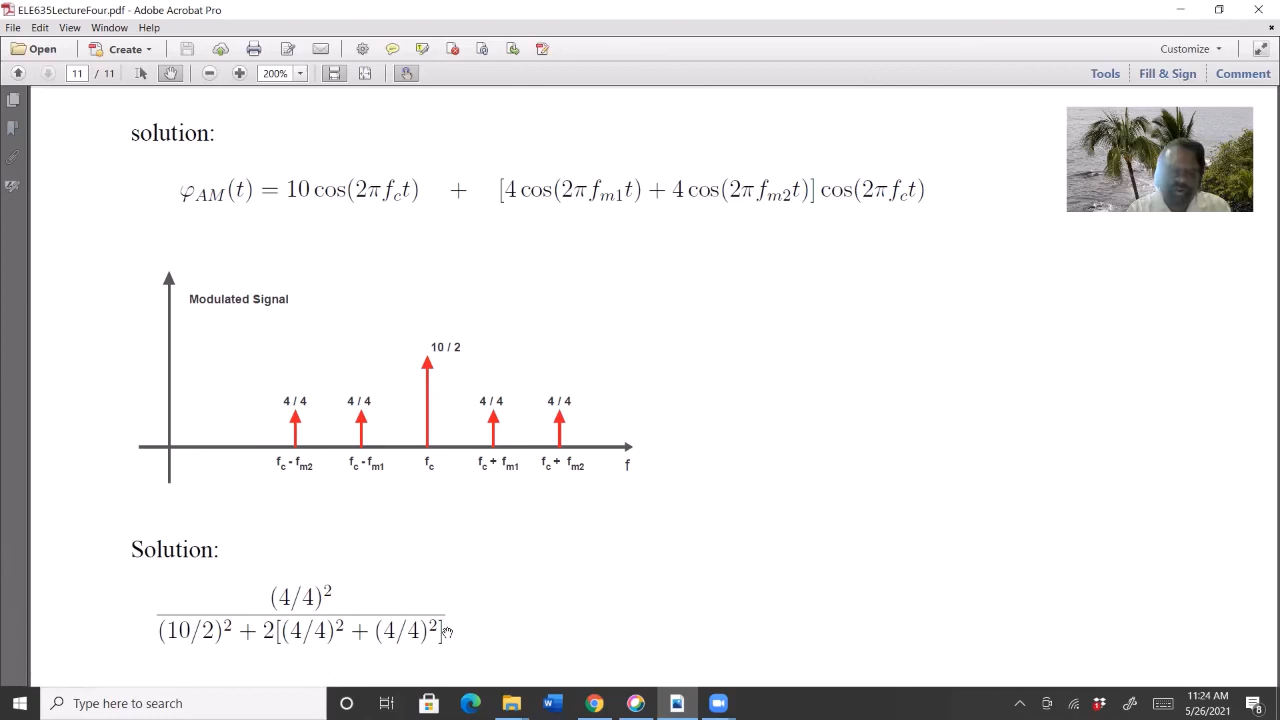 ELE635LectureFour.pdf - Adobe Acrobat Pro
File Edit View Window Help
Open Create Customize
11 / 11 200% Tools Fill & Sign Comment
solution:
φ_AM(t) = 10 cos(2πf_c t) + [4 cos(2πf_m1 t) + 4 cos(2πf_m2 t)] cos(2πf_c t)
Modulated Signal
10 / 2
4 / 4 4 / 4 4 / 4 4 / 4
f_c - f_m2 f_c - f_m1 f_c f_c + f_m1 f_c + f_m2 f
Solution:
(4/4)²
(10/2)² + 2[(4/4)² + (4/4)²]
Type here to search
11:24 AM
5/26/2021
8